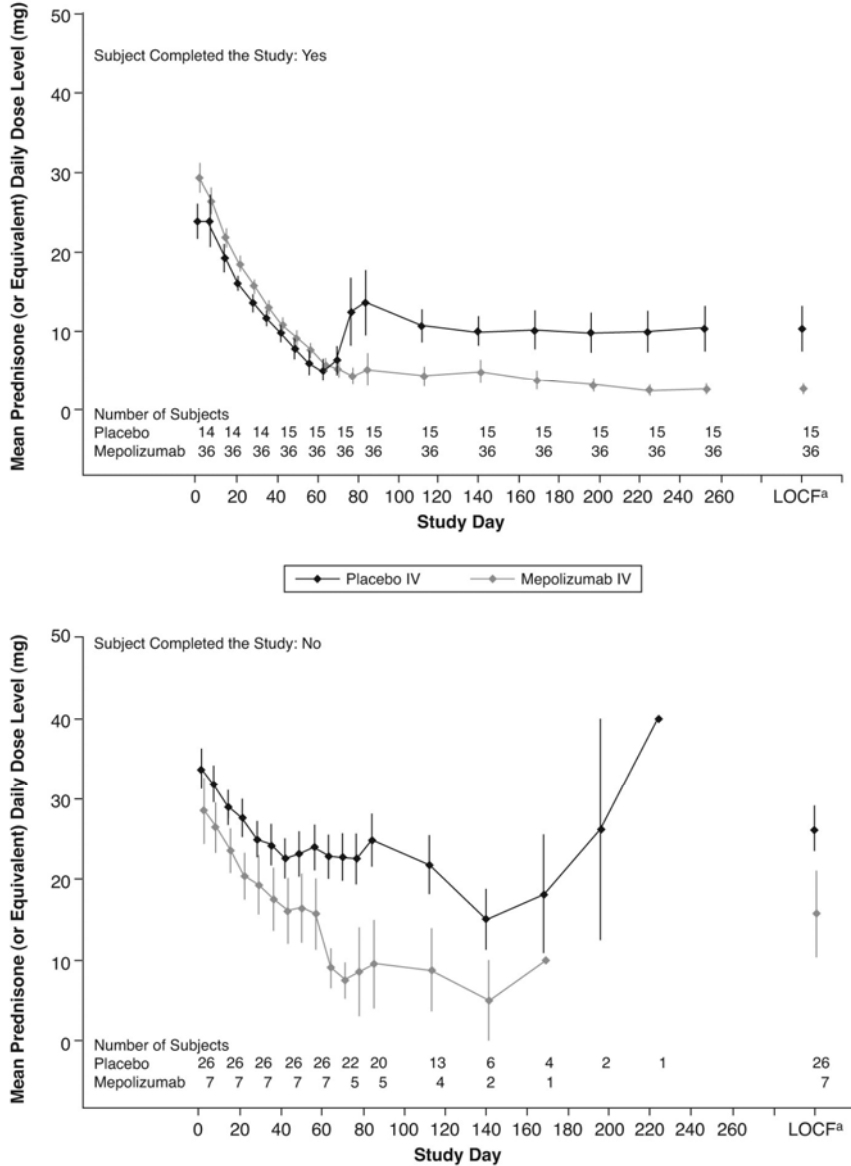 Mean Prednisone (or Equivalent) Daily Dose Level (mg)
50
40
30
20
10
0
Subject Completed the Study: Yes
Number of Subjects
Placebo 14 14 14 15 15 15 15 15 15 15 15 15 15 15
Mepolizumab 36 36 36 36 36 36 36 36 36 36 36 36 36 36
0 20 40 60 80 100 120 140 160 180 200 220 240 260 LOCFa
Study Day
Placebo IV Mepolizumab IV
Mean Prednisone (or Equivalent) Daily Dose Level (mg)
50
40
30
20
10
0
Subject Completed the Study: No
Number of Subjects
Placebo 26 26 26 26 26 22 20 13 6 4 2 1 26
Mepolizumab 7 7 7 7 7 5 5 4 2 1 7
0 20 40 60 80 100 120 140 160 180 200 220 240 260 LOCFa
Study Day